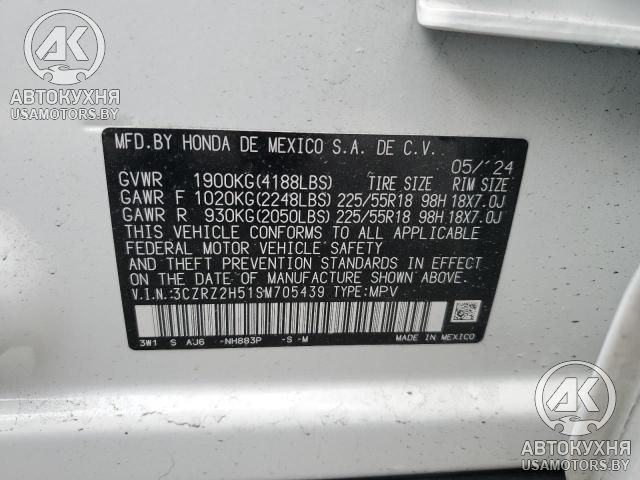 АК
АВТОКУХНЯ
USAMOTORS.BY
MFD.BY HONDA DE MEXICO S.A. DE C.V.
05/'24
GVWR 1900KG(4188LBS) TIRE SIZE RIM SIZE
GAWR F 1020KG(2248LBS) 225/55R18 98H 18X7.0J
GAWR R 930KG(2050LBS) 225/55R18 98H 18X7.0J
THIS VEHICLE CONFORMS TO ALL APPLICABLE
FEDERAL MOTOR VEHICLE SAFETY
AND THEFT PREVENTION STANDARDS IN EFFECT
ON THE DATE OF MANUFACTURE SHOWN ABOVE.
V.I.N.:3CZRZ2H51SM705439 TYPE:MPV
3W1 S AJ6 -NH883P -S-M MADE IN MEXICO
АК
АВТОКУХНЯ
USAMOTORS.BY